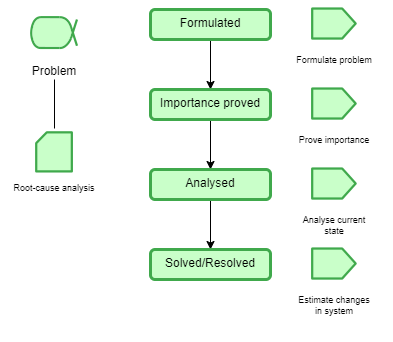 Formulated
Formulate problem
Problem
Importance proved
Prove importance
Root-cause analysis
Analysed
Analyse current
state
Solved/Resolved
Estimate changes
in system